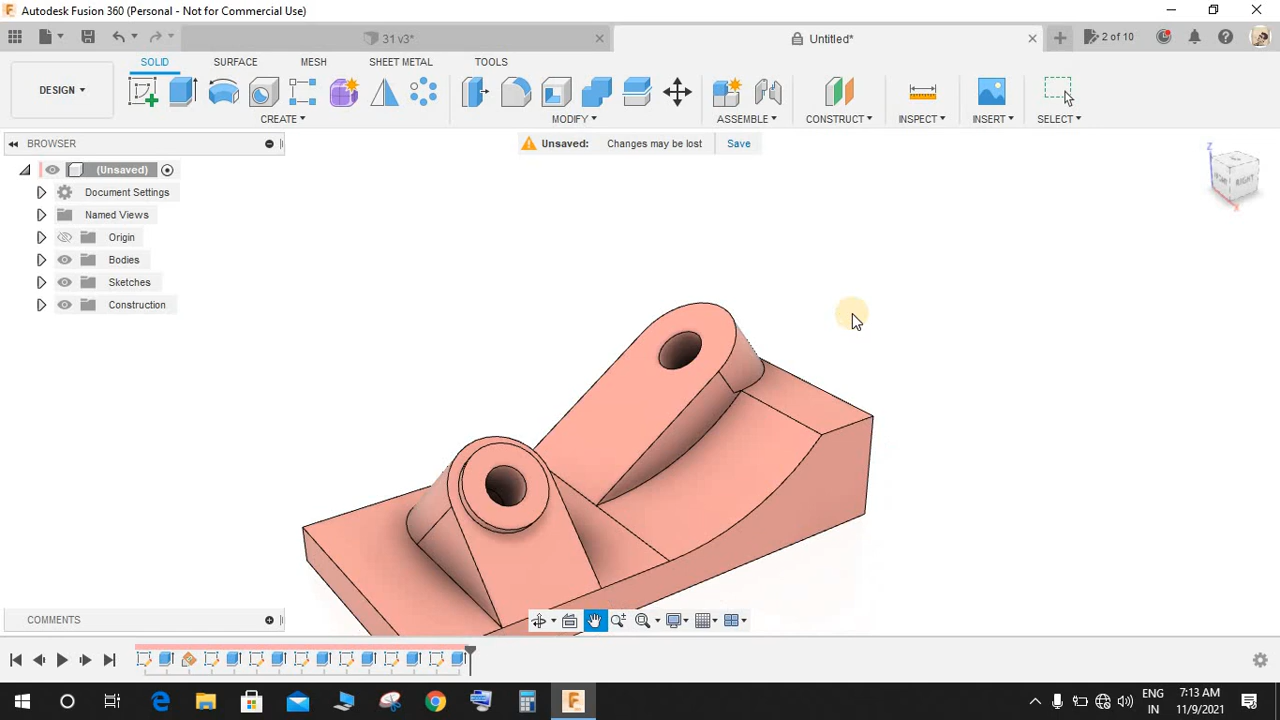 Autodesk Fusion 360 (Personal - Not for Commercial Use)
31 v3*
Untitled*
2 of 10
DESIGN
SOLID
SURFACE
MESH
SHEET METAL
TOOLS
CREATE
MODIFY
ASSEMBLE
CONSTRUCT
INSPECT
INSERT
SELECT
BROWSER
Unsaved:
Changes may be lost
Save
(Unsaved)
Document Settings
Named Views
Origin
Bodies
Sketches
Construction
Z
RIGHT
X
COMMENTS
ENG
IN
7:13 AM
11/9/2021